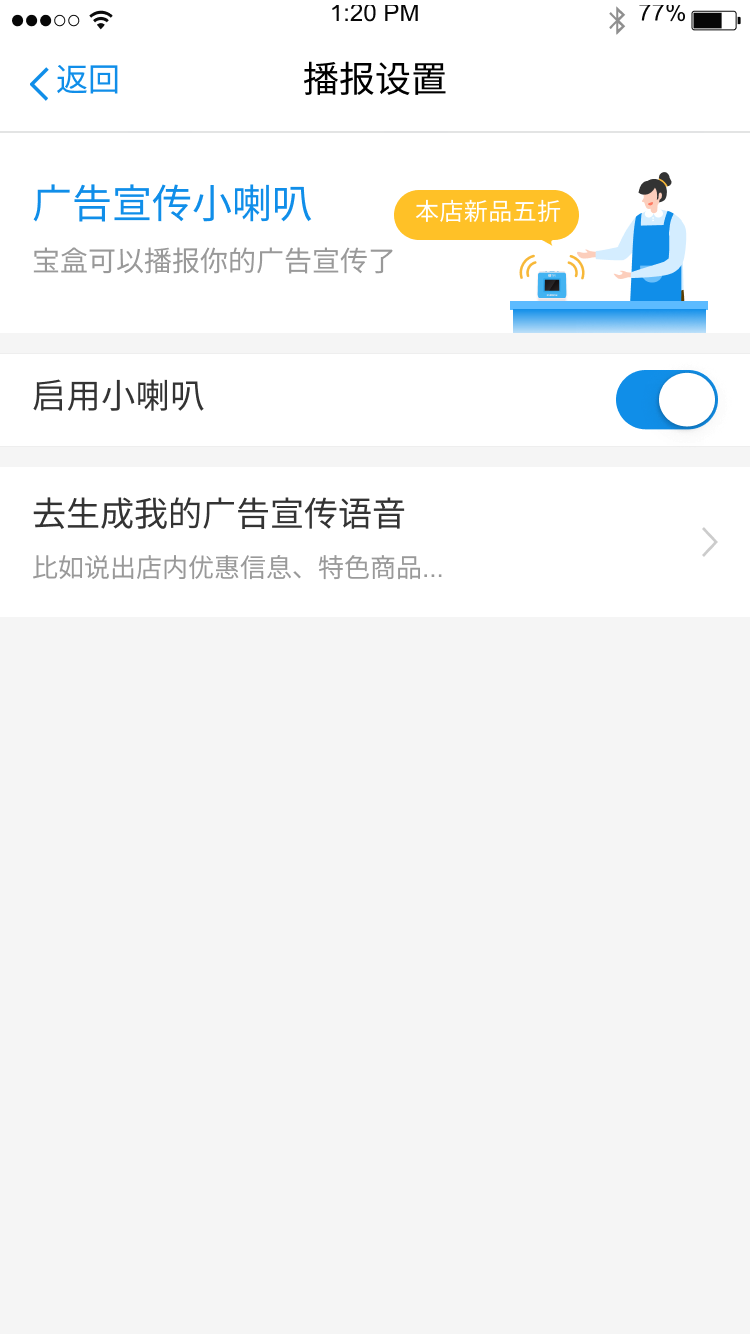 1:20 PM
77%
返回
播报设置
广告宣传小喇叭
本店新品五折
宝盒可以播报你的广告宣传了
启用小喇叭
去生成我的广告宣传语音
比如说出店内优惠信息、特色商品...